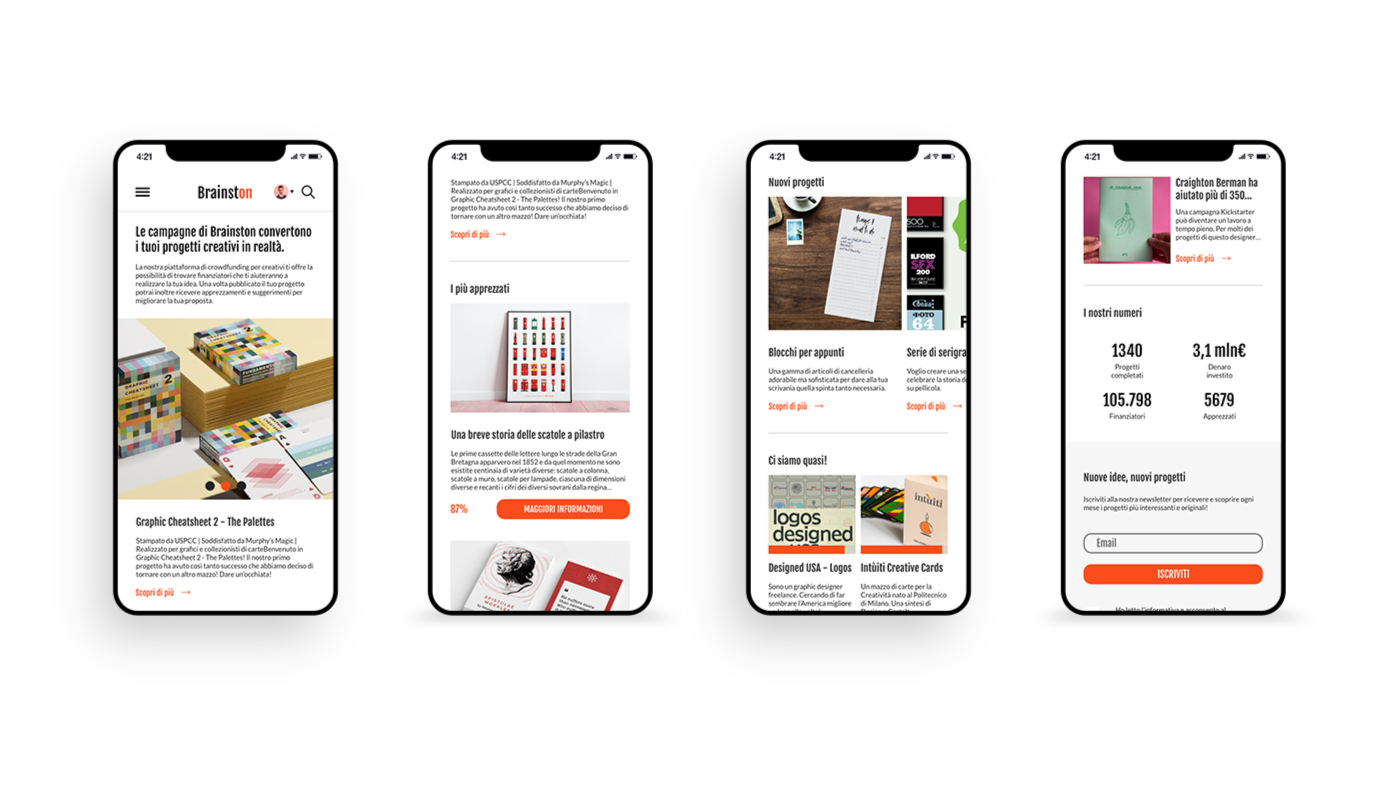 4:21
Brainston
Le campagne di Brainston convertono
i tuoi progetti creativi in realtà.
La nostra piattaforma di crowdfunding per creativi ti offre la
possibilità di trovare finanziatori che ti aiuteranno a
realizzare la tua idea. Una volta pubblicato il tuo progetto
potrai inoltre ricevere apprezzamenti e suggerimenti per
migliorare la tua proposta.
GRAPHIC
CHEATSHEET
2
Graphic Cheatsheet 2 - The Palettes
Stampato da USPCC | Soddisfatto da Murphy's Magic |
Realizzato per grafici e collezionisti di carteBenvenuto in
Graphic Cheatsheet 2 - The Palettes! Il nostro primo
progetto ha avuto così tanto successo che abbiamo deciso di
tornare con un altro mazzo! Dare un'occhiata!
Scopri di più →
4:21
Stampato da USPCC | Soddisfatto da Murphy's Magic |
Realizzato per grafici e collezionisti di carteBenvenuto in
Graphic Cheatsheet 2 - The Palettes! Il nostro primo
progetto ha avuto così tanto successo che abbiamo deciso di
tornare con un altro mazzo! Dare un'occhiata!
Scopri di più →
I più apprezzati
Una breve storia delle scatole a pilastro
Le prime cassette delle lettere lungo le strade della Gran
Bretagna apparvero nel 1852 e da quel momento ne sono
esistite centinaia di varietà diverse: scatole a colonna,
scatole a muro, scatole per lampade, ciascuna di dimensioni
diverse e recanti i cifri dei diversi sovrani dalla regina...
87%
MAGGIORI INFORMAZIONI
EPISTULAE
MORALES
4:21
Nuovi progetti
500
ILFORD
SFX
200
ФОТО
64
Blocchi per appunti
Una gamma di articoli di cancelleria
adorabile ma sofisticata per dare alla tua
scrivania quella spinta tanto necessaria.
Scopri di più →
Serie di serigra
Voglio creare una se
celebrare la storia d
su pellicola.
Scopri di più →
Ci siamo quasi!
logos
designed
intùiti
Designed USA - Logos
Sono un graphic designer
freelance. Cercando di far
sembrare l'America migliore
Intùiti Creative Cards
Un mazzo di carte per la
Creatività nato al Politecnico
di Milano. Una sintesi di
4:21
Craighton Berman ha
aiutato più di 350...
Una campagna Kickstarter
può diventare un lavoro a
tempo pieno. Per molti dei
progetti di questo designer...
Scopri di più →
I nostri numeri
1340
Progetti
completati
3,1 mln€
Denaro
investito
105.798
Finanziatori
5679
Apprezzati
Nuove idee, nuovi progetti
Iscriviti alla nostra newsletter per ricevere e scoprire ogni
mese i progetti più interessanti e originali!
Email
ISCRIVITI
Ho letto l'informativa e acconsento al